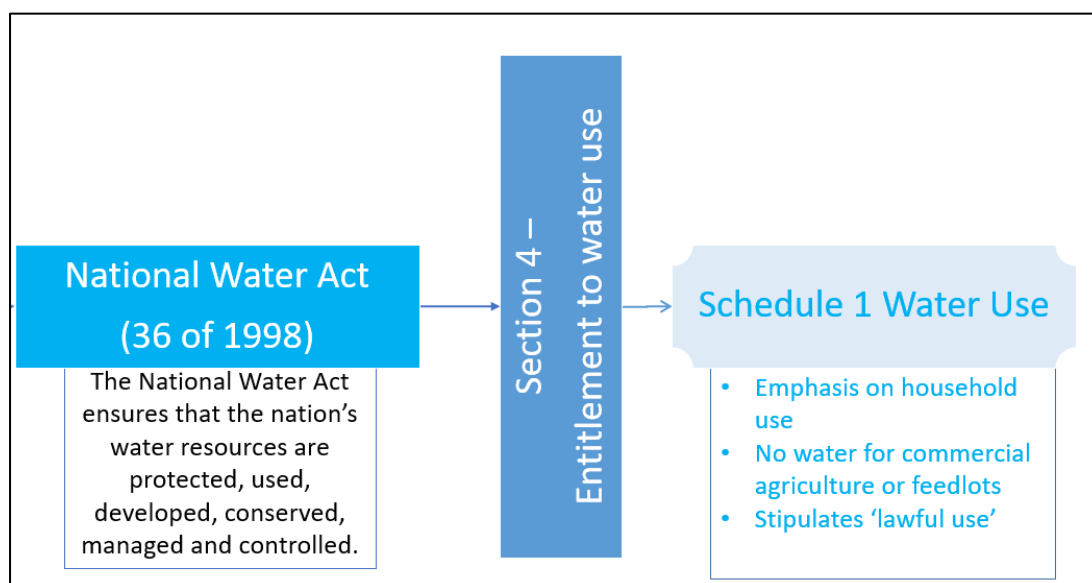 National Water Act
(36 of 1998)
The National Water Act
ensures that the nation’s
water resources are
protected, used,
developed, conserved,
managed and controlled.
Section 4 –
Entitlement to water use
Schedule 1 Water Use
• Emphasis on household
use
• No water for commercial
agriculture or feedlots
• Stipulates ‘lawful use’